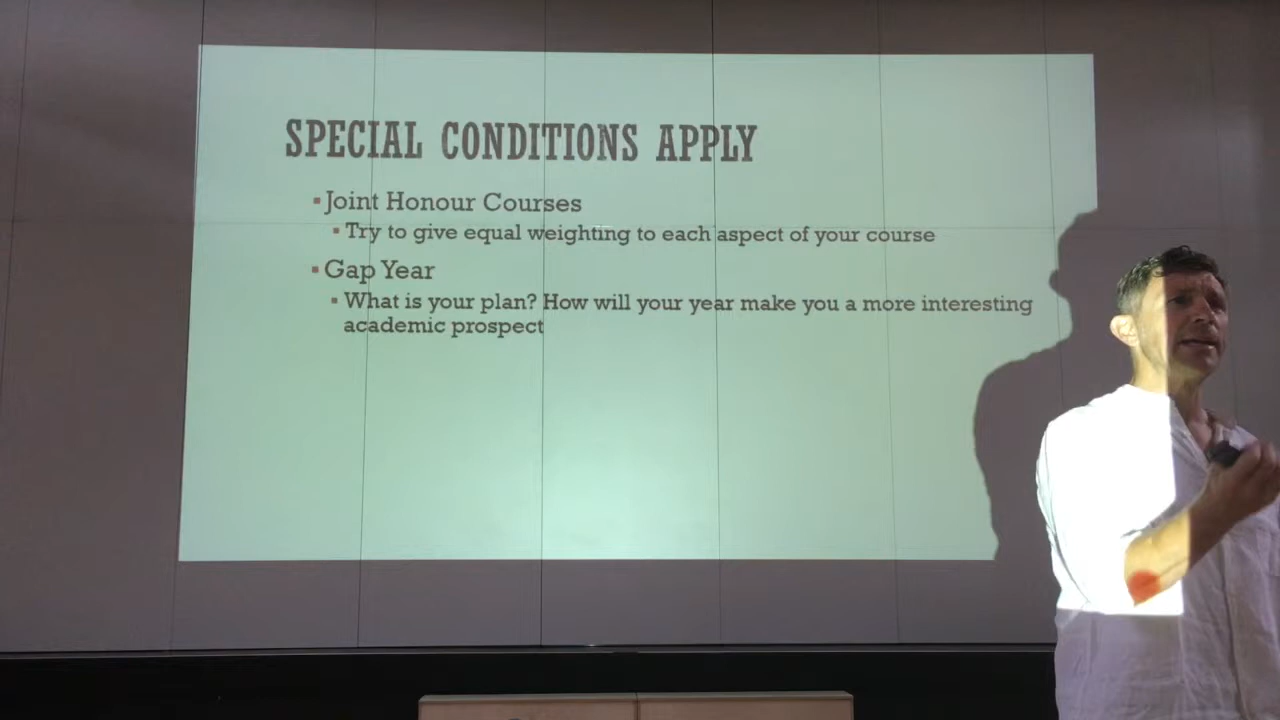 SPECIAL CONDITIONS APPLY
▪Joint Honour Courses
▪Try to give equal weighting to each aspect of your course
▪Gap Year
▪What is your plan? How will your year make you a more interesting
academic prospect